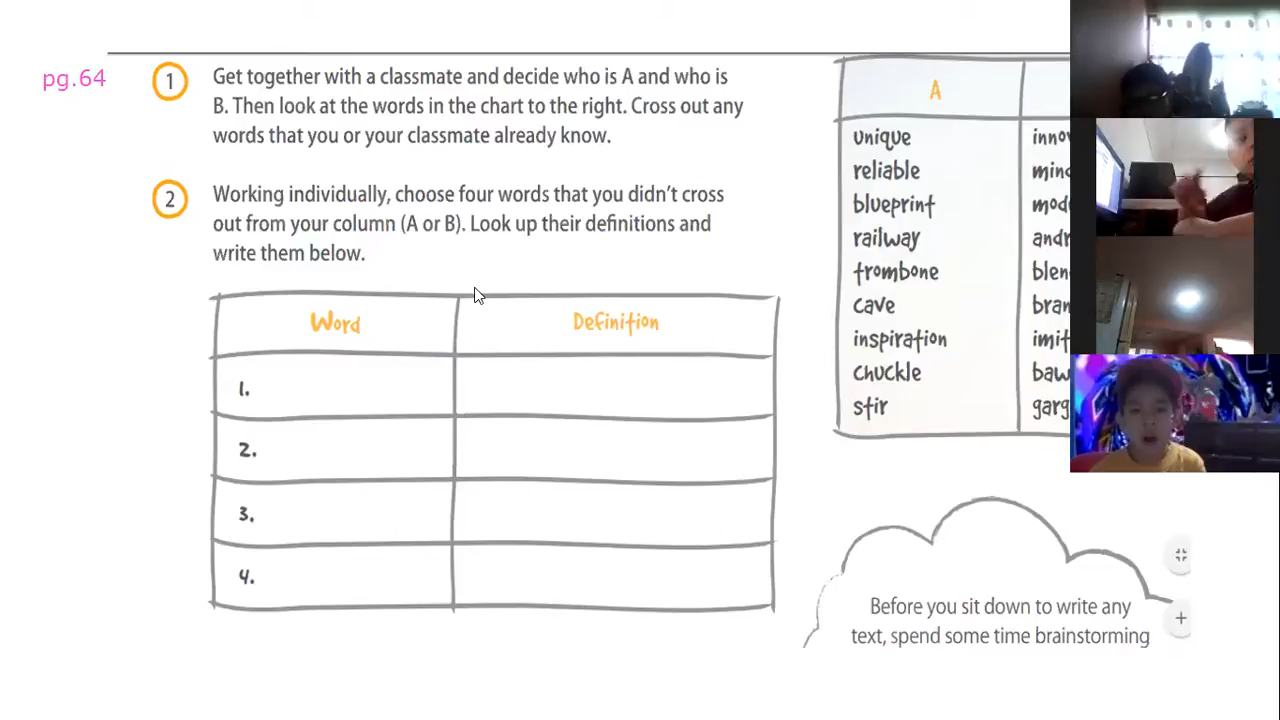 pg.64
1
Get together with a classmate and decide who is A and who is
B. Then look at the words in the chart to the right. Cross out any
words that you or your classmate already know.
2
Working individually, choose four words that you didn't cross
out from your column (A or B). Look up their definitions and
write them below.
Word Definition
1.
2.
3.
4.
A
unique
reliable
blueprint
railway
trombone
cave
inspiration
chuckle
stir
Before you sit down to write any
text, spend some time brainstorming